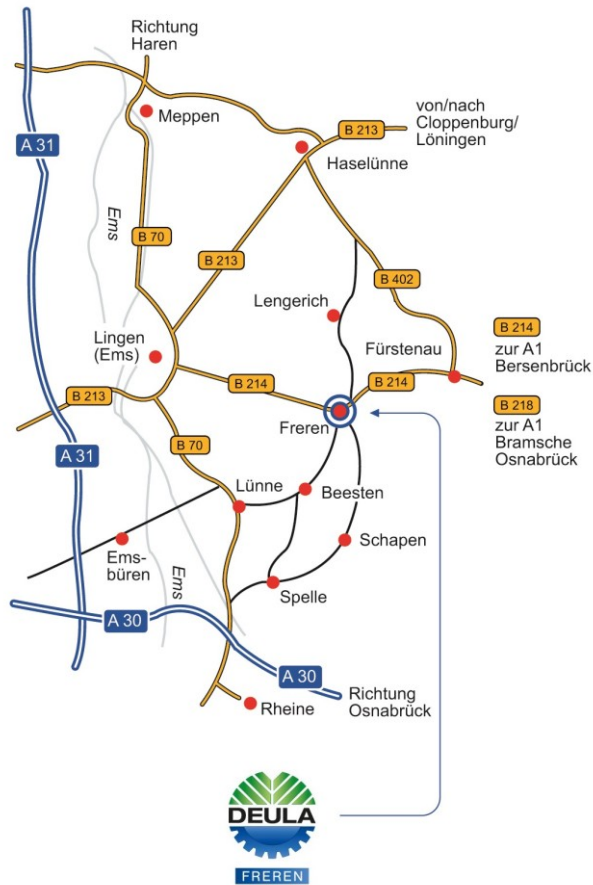 Richtung
Haren
Meppen
B 213
von/nach
Cloppenburg/
Löningen
A 31
Haselünne
Ems
B 70
B 213
B 402
Lengerich
B 214
zur A1
Bersenbrück
Lingen
(Ems)
Fürstenau
B 214
B 214
B 213
B 218
zur A1
Bramsche
Osnabrück
Freren
A 31
B 70
Lünne
Beesten
Schapen
Ems-
büren
Ems
Spelle
A 30
A 30
Richtung
Osnabrück
Rheine
DEULA
FREREN